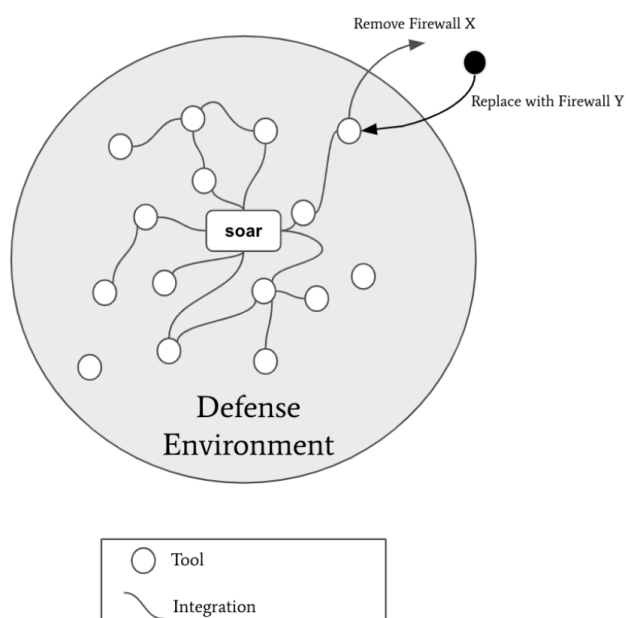 Remove Firewall X
Replace with Firewall Y
soar
Defense
Environment
Tool
Integration